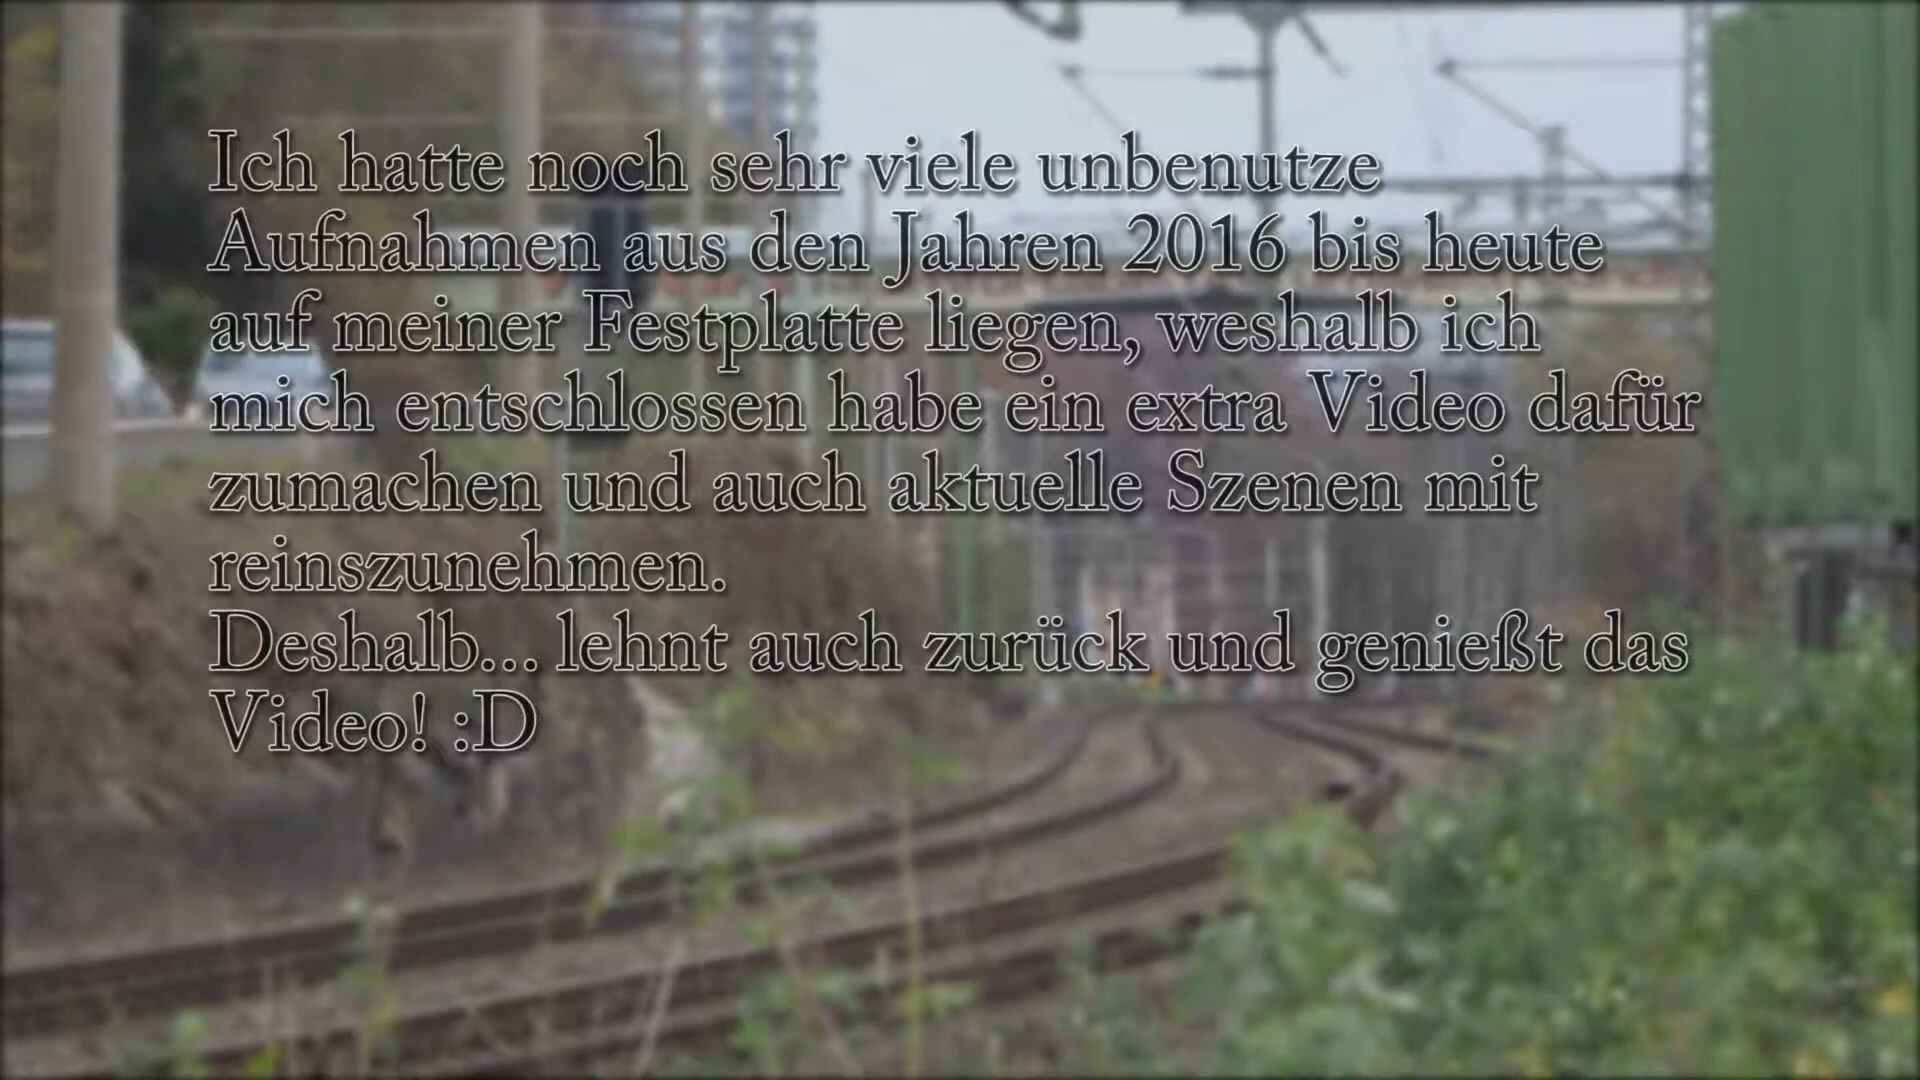 Ich hatte noch sehr viele unbenutze
Aufnahmen aus den Jahren 2016 bis heute
auf meiner Festplatte liegen, weshalb ich
mich entschlossen habe ein extra Video dafür
zumachen und auch aktuelle Szenen mit
reinszunehmen.
Deshalb... lehnt auch zurück und genießt das
Video! :D